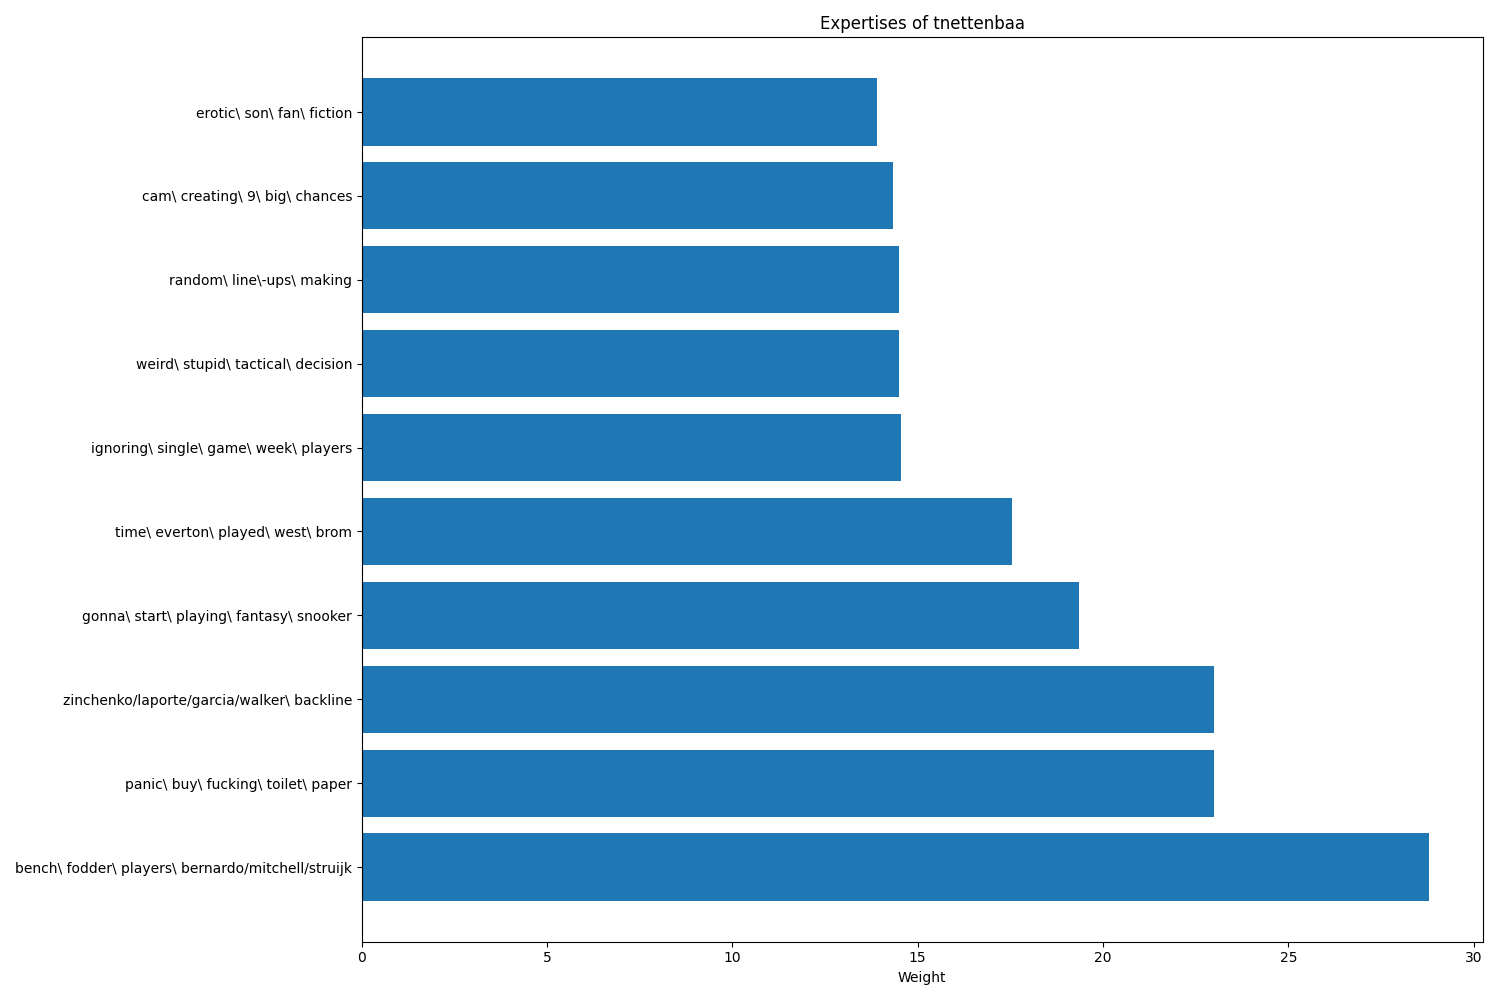 Expertises of tnettenbaa
erotic\ son\ fan\ fiction
cam\ creating\ 9\ big\ chances
random\ line\-ups\ making
weird\ stupid\ tactical\ decision
ignoring\ single\ game\ week\ players
time\ everton\ played\ west\ brom
gonna\ start\ playing\ fantasy\ snooker
zinchenko/laporte/garcia/walker\ backline
panic\ buy\ fucking\ toilet\ paper
bench\ fodder\ players\ bernardo/mitchell/struijk
0 5 10 15 20 25 30
Weight